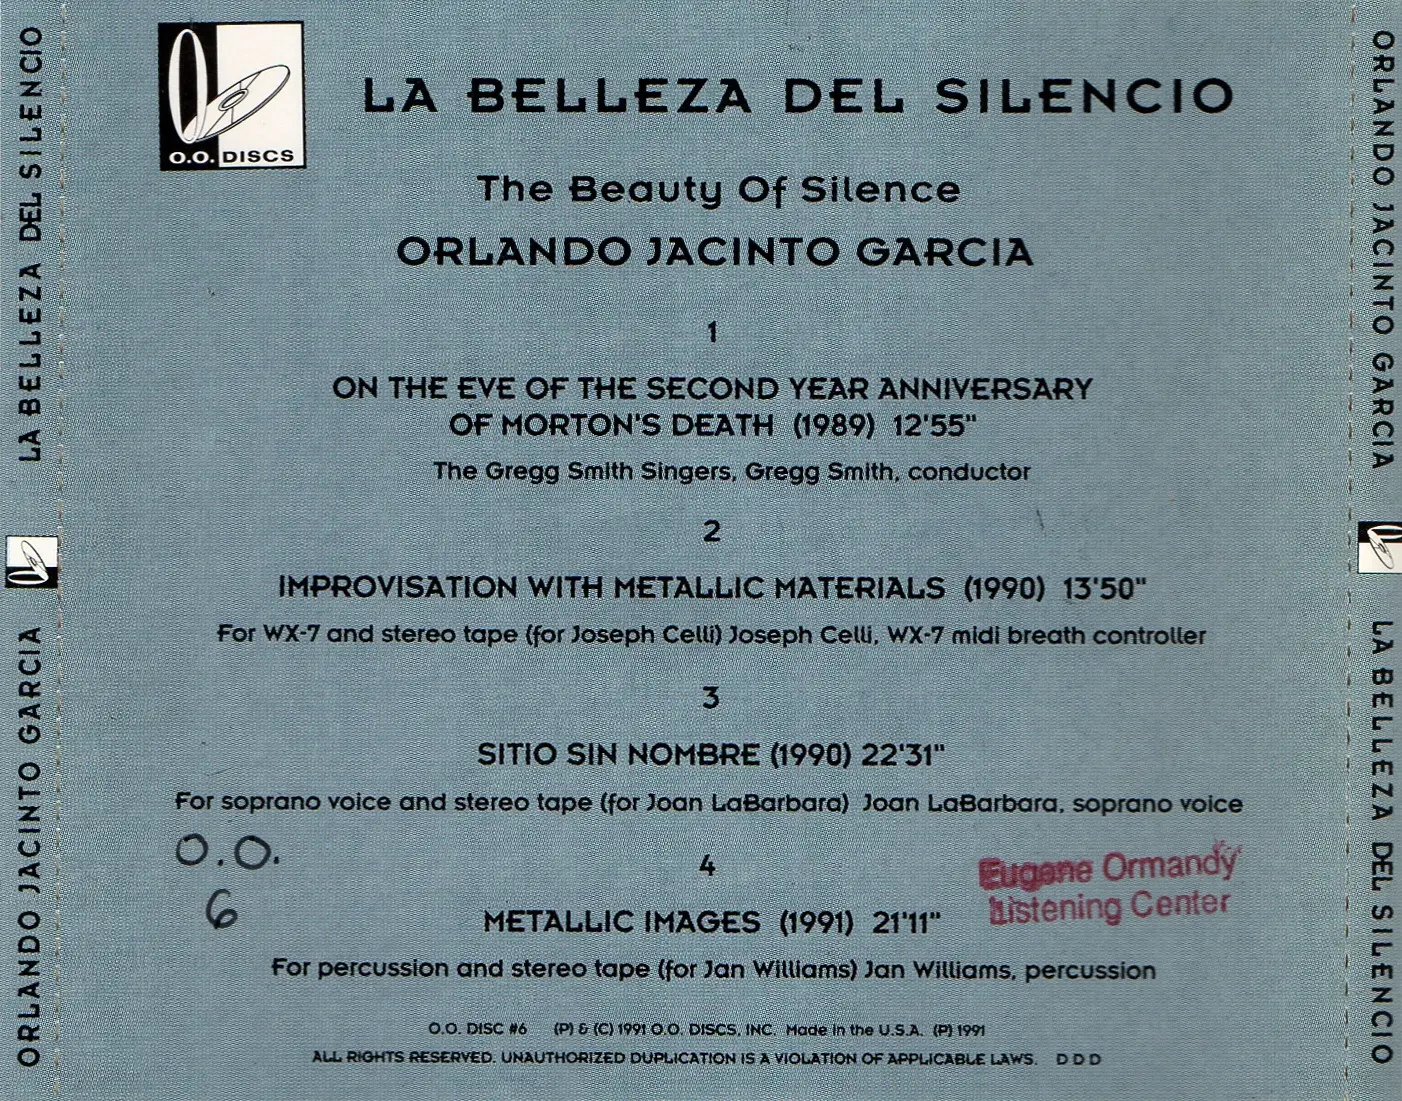 LA BELLEZA DEL SILENCIO
ORLANDO JACINTO GARCIA
O.O. DISCS
LA BELLEZA DEL SILENCIO
The Beauty Of Silence
ORLANDO JACINTO GARCIA
1
ON THE EVE OF THE SECOND YEAR ANNIVERSARY
OF MORTON'S DEATH (1989) 12'55"
The Gregg Smith Singers, Gregg Smith, conductor
2
IMPROVISATION WITH METALLIC MATERIALS (1990) 13'50"
For WX-7 and stereo tape (for Joseph Celli) Joseph Celli, WX-7 midi breath controller
3
SITIO SIN NOMBRE (1990) 22'31"
For soprano voice and stereo tape (for Joan LaBarbara) Joan LaBarbara, soprano voice
O.O.
6
4
Eugene Ormandy
Listening Center
METALLIC IMAGES (1991) 21'11"
For percussion and stereo tape (for Jan Williams) Jan Williams, percussion
O.O. DISC #6 (P) & (C) 1991 O.O. DISCS, INC. Made in the U.S.A. (P) 1991
ALL RIGHTS RESERVED. UNAUTHORIZED DUPLICATION IS A VIOLATION OF APPLICABLE LAWS. D D D
ORLANDO JACINTO GARCIA
LA BELLEZA DEL SILENCIO